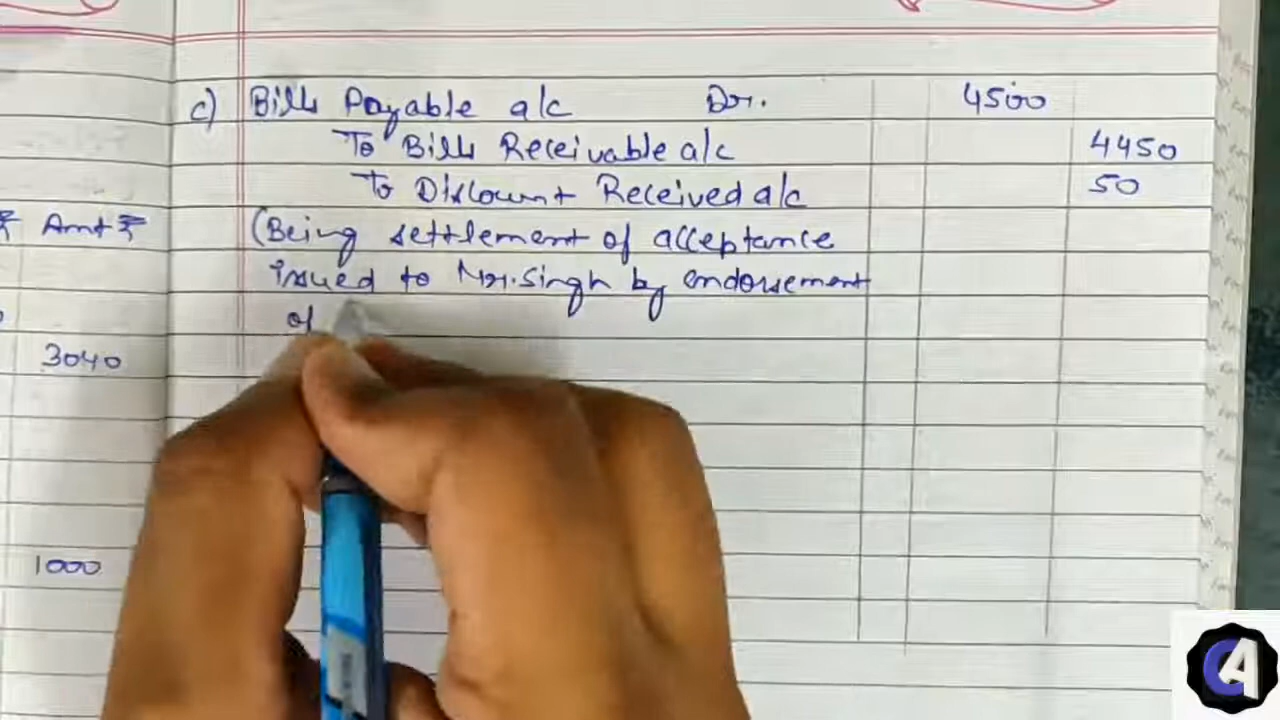 c) Bills Payable a/c Dr. 4500
To Bills Receivable a/c 4450
To Discount Received a/c 50
₹ Amt ₹
(Being settlement of acceptance
issued to Mr. Singh by endorsement
of
3040
1000
CA